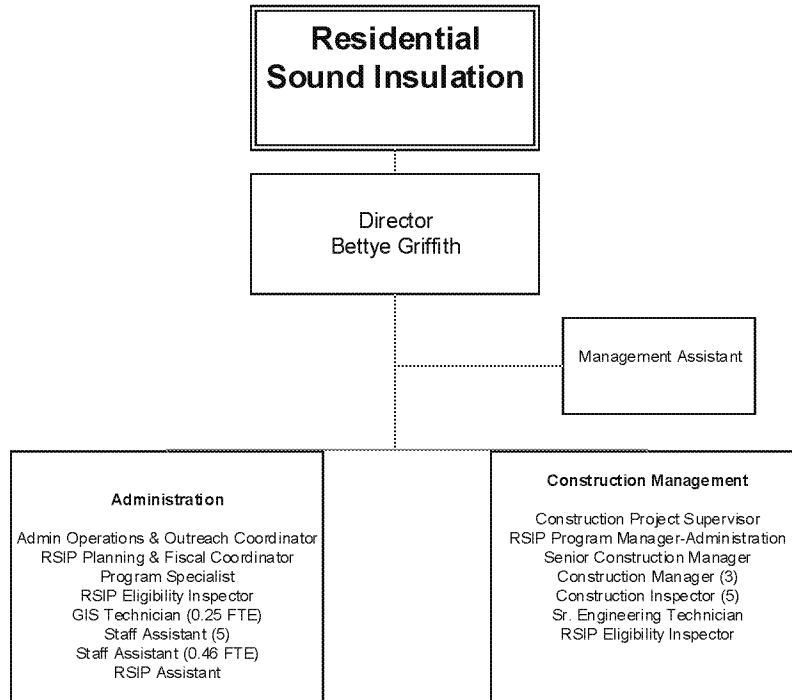 Residential
Sound Insulation
Director
Bettye Griffith
Management Assistant
Administration
Admin Operations & Outreach Coordinator
RSIP Planning & Fiscal Coordinator
Program Specialist
RSIP Eligibility Inspector
GIS Technician (0.25 FTE)
Staff Assistant (5)
Staff Assistant (0.46 FTE)
RSIP Assistant
Construction Management
Construction Project Supervisor
RSIP Program Manager-Administration
Senior Construction Manager
Construction Manager (3)
Construction Inspector (5)
Sr. Engineering Technician
RSIP Eligibility Inspector